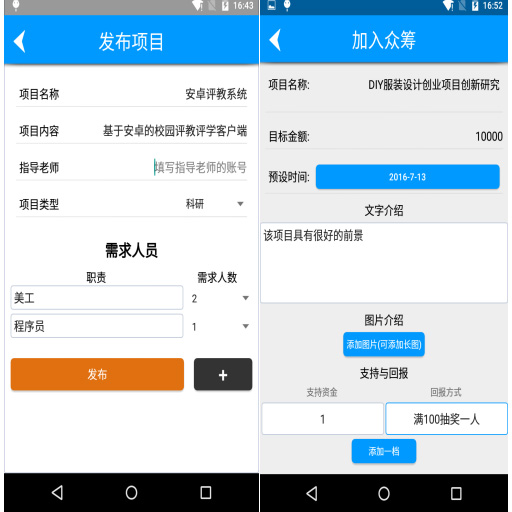 16:43
发布项目
项目名称 安卓评教系统
项目内容 基于安卓的校园评教评学客户端
指导老师 填写指导老师的账号
项目类型 科研
需求人员
职责 需求人数
美工 2
程序员 1
发布 +
16:52
加入众筹
项目名称: DIY服装设计创业项目创新研究
目标金额: 10000
预设时间: 2016-7-13
文字介绍
该项目具有很好的前景
图片介绍
添加图片(可添加长图)
支持与回报
支持资金 回报方式
1 满100抽奖一人
添加一档